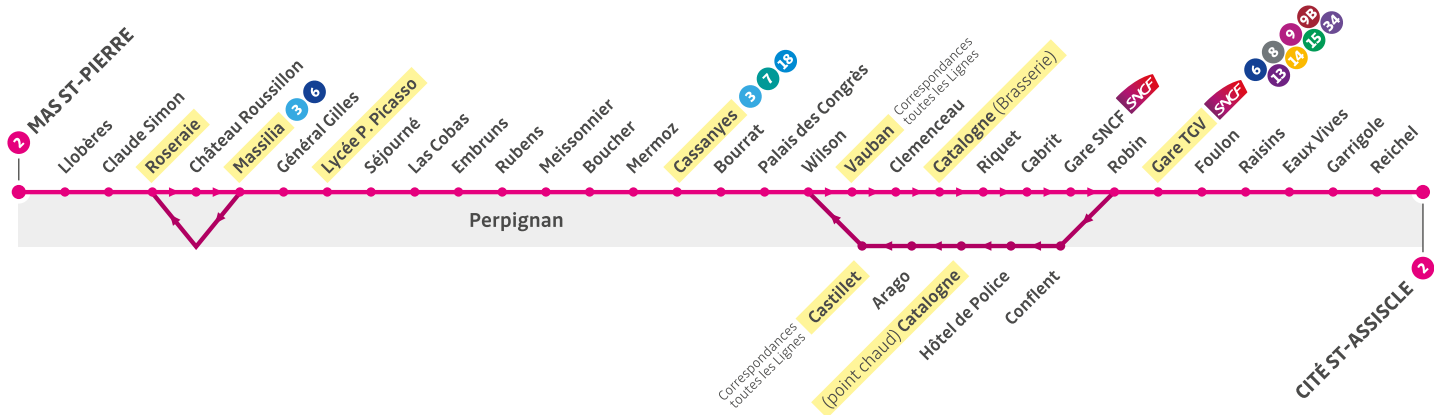 2 MAS ST-PIERRE
Llobères
Claude Simon
Roseraie
Château Roussillon
Massilia 3 6
Général Gilles
Lycée P. Picasso
Séjourné
Las Cobas
Embruns
Rubens
Meissonnier
Boucher
Mermoz
Cassanyes 3 7 18
Bourrat
Palais des Congrès
Wilson
Vauban
Correspondances
toutes les Lignes
Clemenceau
Catalogne (Brasserie)
Riquet
Cabrit
Gare SNCF SNCF
Robin
Gare TGV SNCF
6 8 9 9B
13 14 15 34
Foulon
Raisins
Eaux Vives
Garrigole
Reichel
Perpignan
Correspondances
toutes les Lignes
Castillet
Arago
(point chaud) Catalogne
Hôtel de Police
Conflent
CITÉ ST-ASSISCLE 2